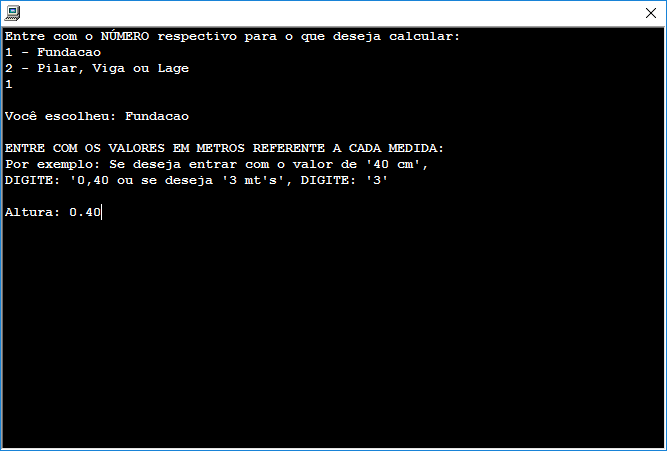 Entre com o NÚMERO respectivo para o que deseja calcular:
1 - Fundacao
2 - Pilar, Viga ou Lage
1
Você escolheu: Fundacao
ENTRE COM OS VALORES EM METROS REFERENTE A CADA MEDIDA:
Por exemplo: Se deseja entrar com o valor de '40 cm',
DIGITE: '0,40 ou se deseja '3 mt's', DIGITE: '3'
Altura: 0.40